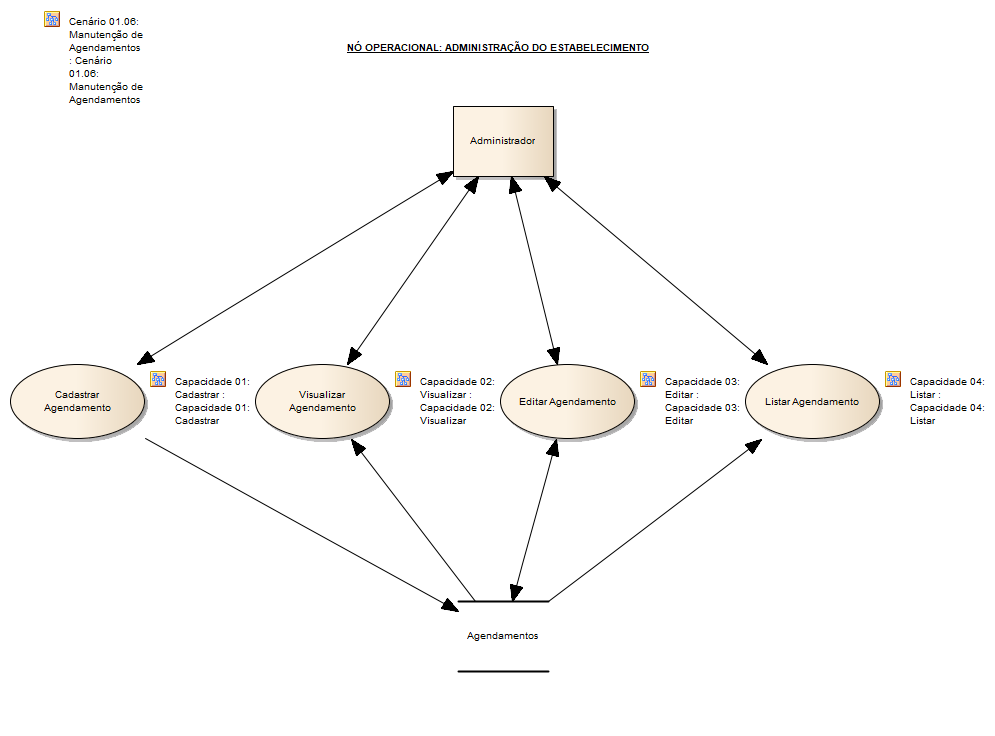 Cenário 01.06:
Manutenção de
Agendamentos
: Cenário
01.06:
Manutenção de
Agendamentos
NÓ OPERACIONAL: ADMINISTRAÇÃO DO ESTABELECIMENTO
Administrador
Cadastrar
Agendamento
Capacidade 01:
Cadastrar :
Capacidade 01:
Cadastrar
Visualizar
Agendamento
Capacidade 02:
Visualizar :
Capacidade 02:
Visualizar
Editar Agendamento
Capacidade 03:
Editar :
Capacidade 03:
Editar
Listar Agendamento
Capacidade 04:
Listar :
Capacidade 04:
Listar
Agendamentos